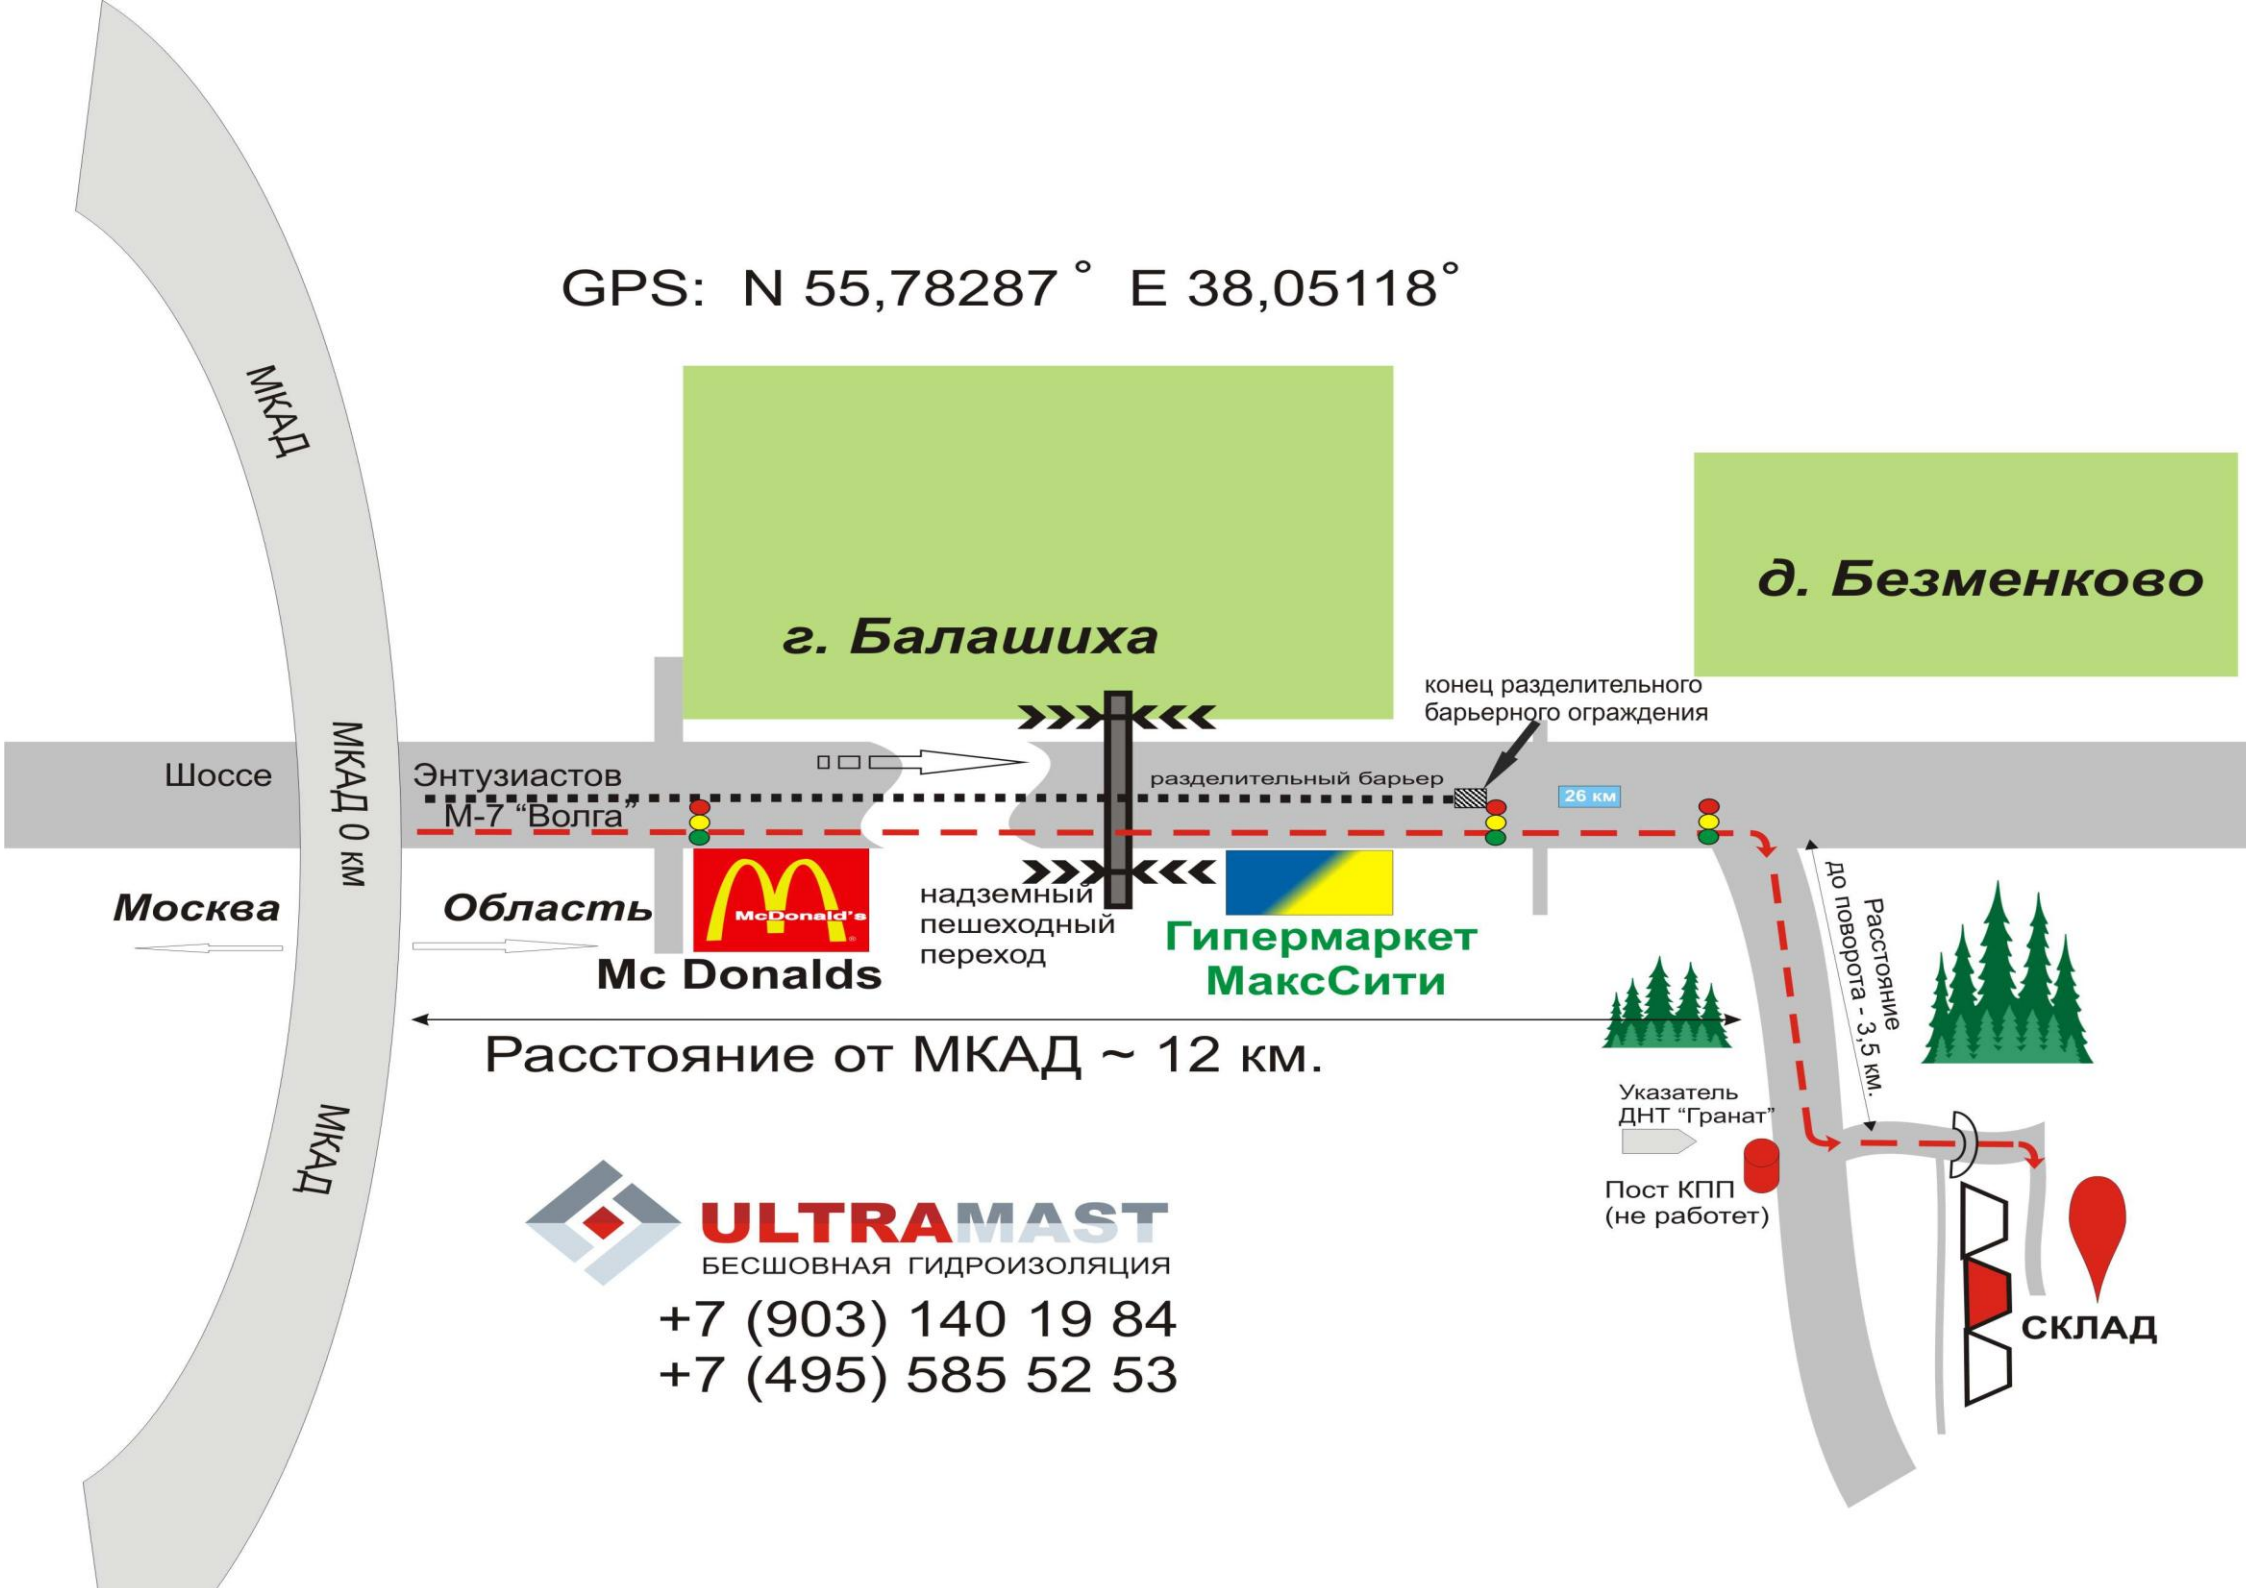 GPS: N 55,78287° E 38,05118°
МКАД
г. Балашиха
д. Безменково
конец разделительного
барьерного ограждения
Шоссе
МКАД 0 км
Энтузиастов
М-7 “Волга”
разделительный барьер
26 км
Москва
Область
McDonald's
®
Mc Donalds
надземный
пешеходный
переход
Гипермаркет
МаксСити
Расстояние
до поворота - 3,5 км.
Расстояние от МКАД ~ 12 км.
МКАД
Указатель
ДНТ “Гранат”
Пост КПП
(не работет)
СКЛАД
ULTRAMAST
БЕСШОВНАЯ ГИДРОИЗОЛЯЦИЯ
+7 (903) 140 19 84
+7 (495) 585 52 53